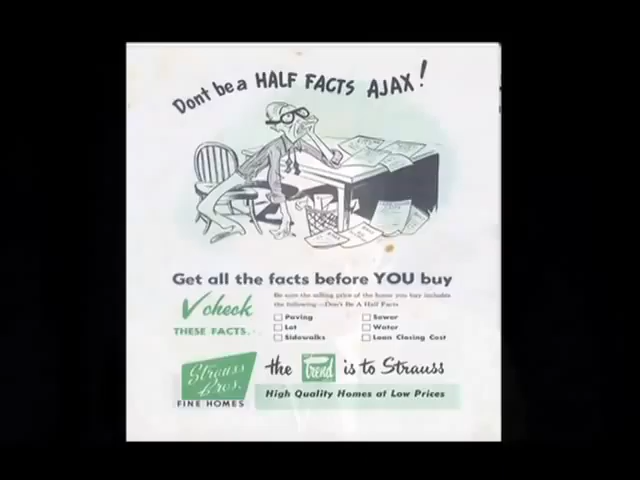 Dont be a HALF FACTS AJAX!
Get all the facts before YOU buy
check
THESE FACTS.
Be sure the selling price of the home you buy includes
the following—Don't Be A Half Facts
Paving
Sewer
Lot
Water
Sidewalks
Loan Closing Cost
Strauss
Bros.
FINE HOMES
the Trend is to Strauss
High Quality Homes at Low Prices